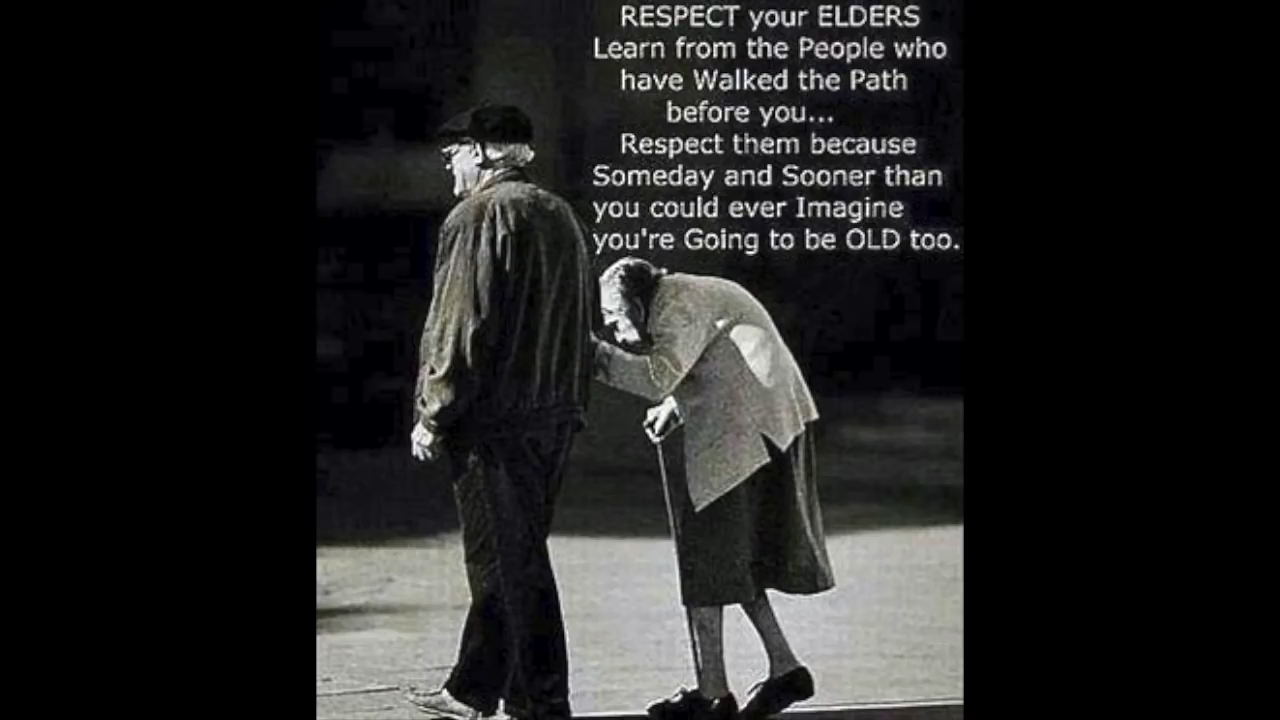 RESPECT your ELDERS
Learn from the People who
have Walked the Path
before you...
Respect them because
Someday and Sooner than
you could ever Imagine
you're Going to be OLD too.